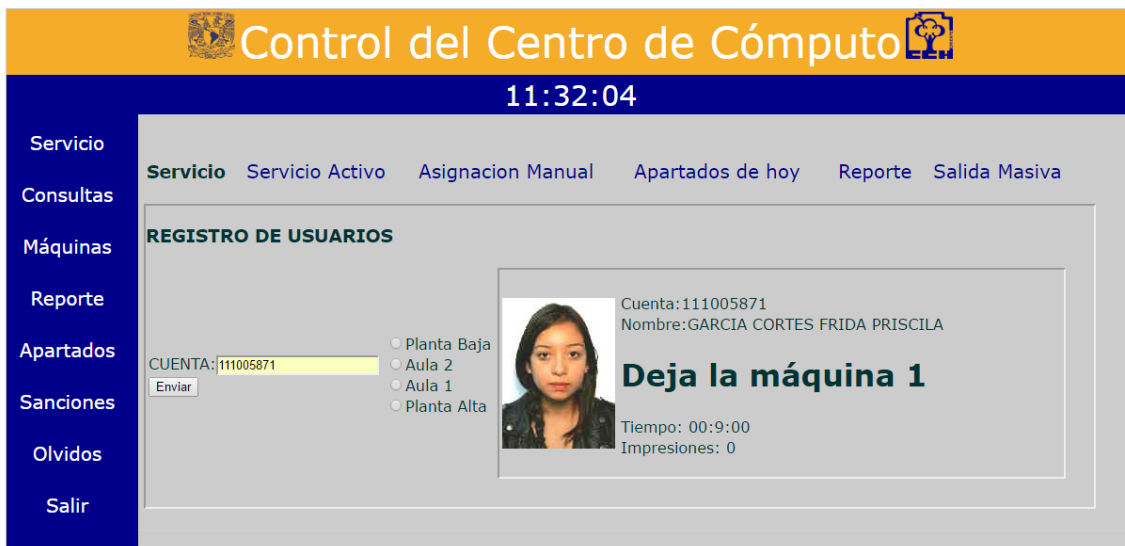 Control del Centro de Cómputo
CCH
11:32:04
Servicio
Consultas
Máquinas
Reporte
Apartados
Sanciones
Olvidos
Salir
Servicio Servicio Activo Asignacion Manual Apartados de hoy Reporte Salida Masiva
REGISTRO DE USUARIOS
CUENTA: 111005871
Enviar
Planta Baja
Aula 2
Aula 1
Planta Alta
Cuenta:111005871
Nombre:GARCIA CORTES FRIDA PRISCILA
Deja la máquina 1
Tiempo: 00:9:00
Impresiones: 0